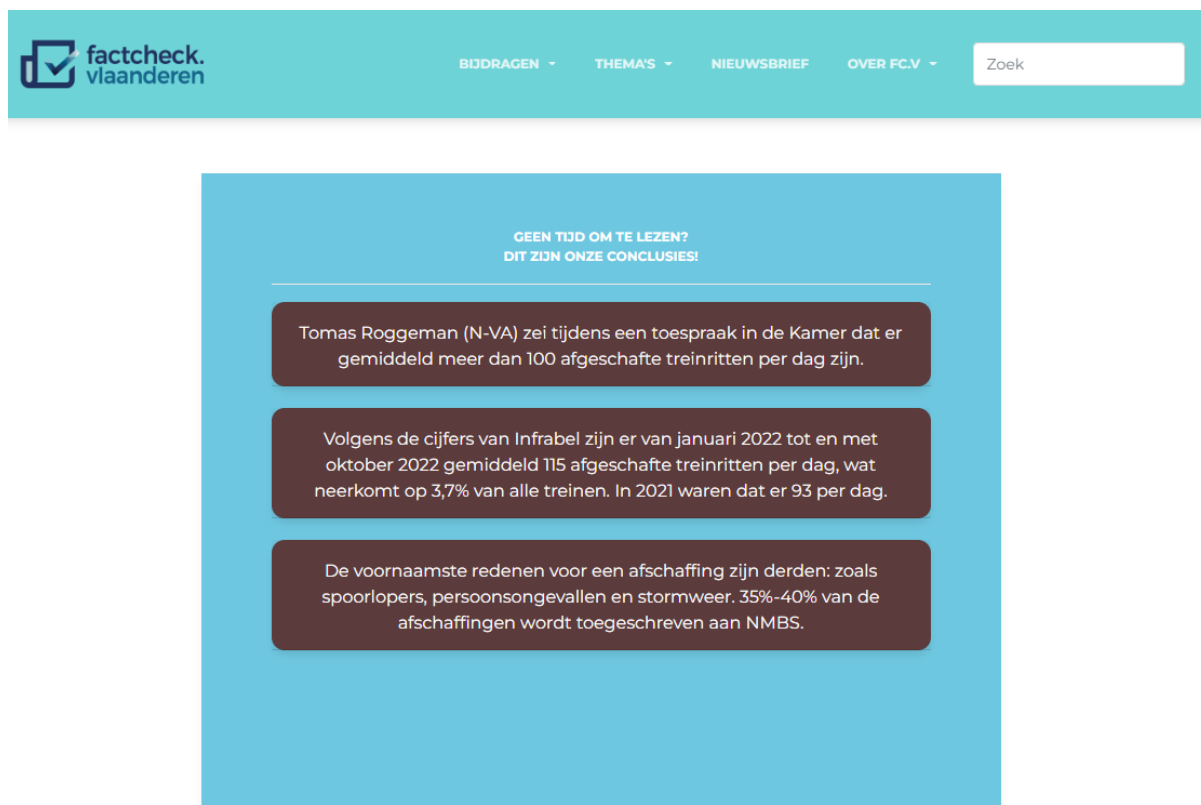 factcheck.
vlaanderen
BIJDRAGEN
THEMA'S
NIEUWSBRIEF
OVER FC.V
Zoek
GEEN TIJD OM TE LEZEN?
DIT ZIJN ONZE CONCLUSIES!
Tomas Roggeman (N-VA) zei tijdens een toespraak in de Kamer dat er
gemiddeld meer dan 100 afgeschafte treinritten per dag zijn.
Volgens de cijfers van Infrabel zijn er van januari 2022 tot en met
oktober 2022 gemiddeld 115 afgeschafte treinritten per dag, wat
neerkomt op 3,7% van alle treinen. In 2021 waren dat er 93 per dag.
De voornaamste redenen voor een afschaffing zijn derden: zoals
spoorlopers, persoonsongevallen en stormweer. 35%-40% van de
afschaffingen wordt toegeschreven aan NMBS.